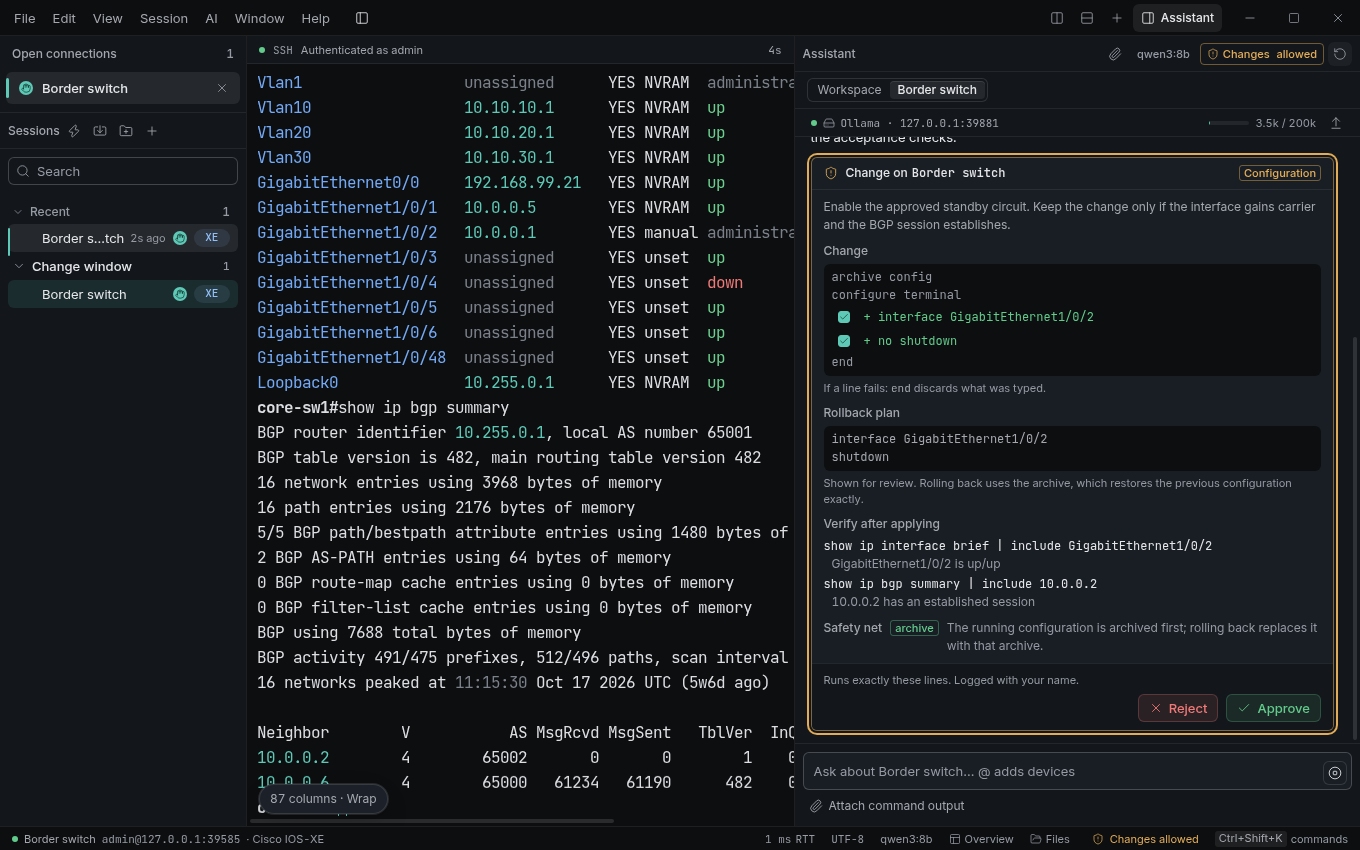 File Edit View Session AI Window Help
Assistant
Open connections 1
Border switch
Sessions
Search
Recent 1
Border s...tch 2s ago XE
Change window 1
Border switch XE
SSH Authenticated as admin 4s
Vlan1 unassigned YES NVRAM administra
Vlan10 10.10.10.1 YES NVRAM up
Vlan20 10.10.20.1 YES NVRAM up
Vlan30 10.10.30.1 YES NVRAM up
GigabitEthernet0/0 192.168.99.21 YES NVRAM up
GigabitEthernet1/0/1 10.0.0.5 YES NVRAM up
GigabitEthernet1/0/2 10.0.0.1 YES manual administra
GigabitEthernet1/0/3 unassigned YES unset up
GigabitEthernet1/0/4 unassigned YES unset down
GigabitEthernet1/0/5 unassigned YES unset up
GigabitEthernet1/0/6 unassigned YES unset up
GigabitEthernet1/0/48 unassigned YES unset up
Loopback0 10.255.0.1 YES NVRAM up
core-sw1#show ip bgp summary
BGP router identifier 10.255.0.1, local AS number 65001
BGP table version is 482, main routing table version 482
16 network entries using 3968 bytes of memory
16 path entries using 2176 bytes of memory
5/5 BGP path/bestpath attribute entries using 1480 bytes of
2 BGP AS-PATH entries using 64 bytes of memory
0 BGP route-map cache entries using 0 bytes of memory
0 BGP filter-list cache entries using 0 bytes of memory
BGP using 7688 total bytes of memory
BGP activity 491/475 prefixes, 512/496 paths, scan interval
16 networks peaked at 11:15:30 Oct 17 2026 UTC (5w6d ago)
Neighbor V AS MsgRcvd MsgSent TblVer InQ
10.0.0.2 4 65002 0 0 1 0
10.0.0.6 4 65000 61234 61190 482 0
87 columns · Wrap
Assistant qwen3:8b Changes allowed
Workspace Border switch
Ollama · 127.0.0.1:39881 3.5k / 200k
the acceptance checks.
Change on Border switch Configuration
Enable the approved standby circuit. Keep the change only if the interface gains carrier
and the BGP session establishes.
Change
archive config
configure terminal
+ interface GigabitEthernet1/0/2
+ no shutdown
end
If a line fails: end discards what was typed.
Rollback plan
interface GigabitEthernet1/0/2
shutdown
Shown for review. Rolling back uses the archive, which restores the previous configuration
exactly.
Verify after applying
show ip interface brief | include GigabitEthernet1/0/2
GigabitEthernet1/0/2 is up/up
show ip bgp summary | include 10.0.0.2
10.0.0.2 has an established session
Safety net archive The running configuration is archived first; rolling back replaces it
with that archive.
Runs exactly these lines. Logged with your name.
Reject Approve
Ask about Border switch... @ adds devices
Attach command output
Border switch admin@127.0.0.1:39585 · Cisco IOS-XE 1 ms RTT UTF-8 qwen3:8b Overview Files Changes allowed Ctrl+Shift+K commands